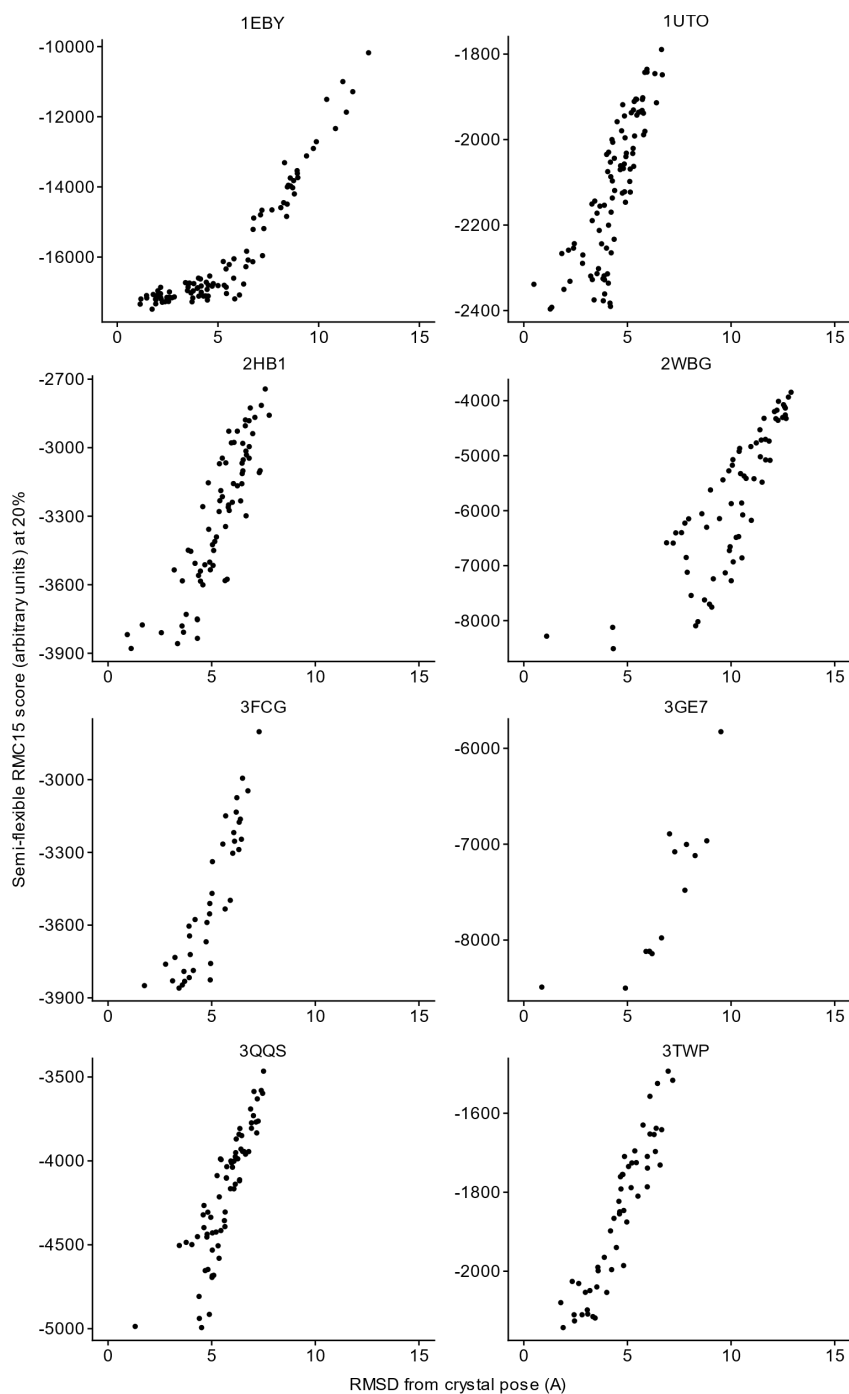 1EBY
1UTO
-10000
-12000
-14000
-16000
0 5 10 15
-1800
-2000
-2200
-2400
0 5 10 15
2HB1
2WBG
-2700
-3000
-3300
-3600
-3900
0 5 10 15
-4000
-5000
-6000
-7000
-8000
0 5 10 15
Semi-flexible RMC15 score (arbitrary units) at 20%
3FCG
3GE7
-3000
-3300
-3600
-3900
0 5 10 15
-6000
-7000
-8000
0 5 10 15
3QQS
3TWP
-3500
-4000
-4500
-5000
0 5 10 15
-1600
-1800
-2000
0 5 10 15
RMSD from crystal pose (A)